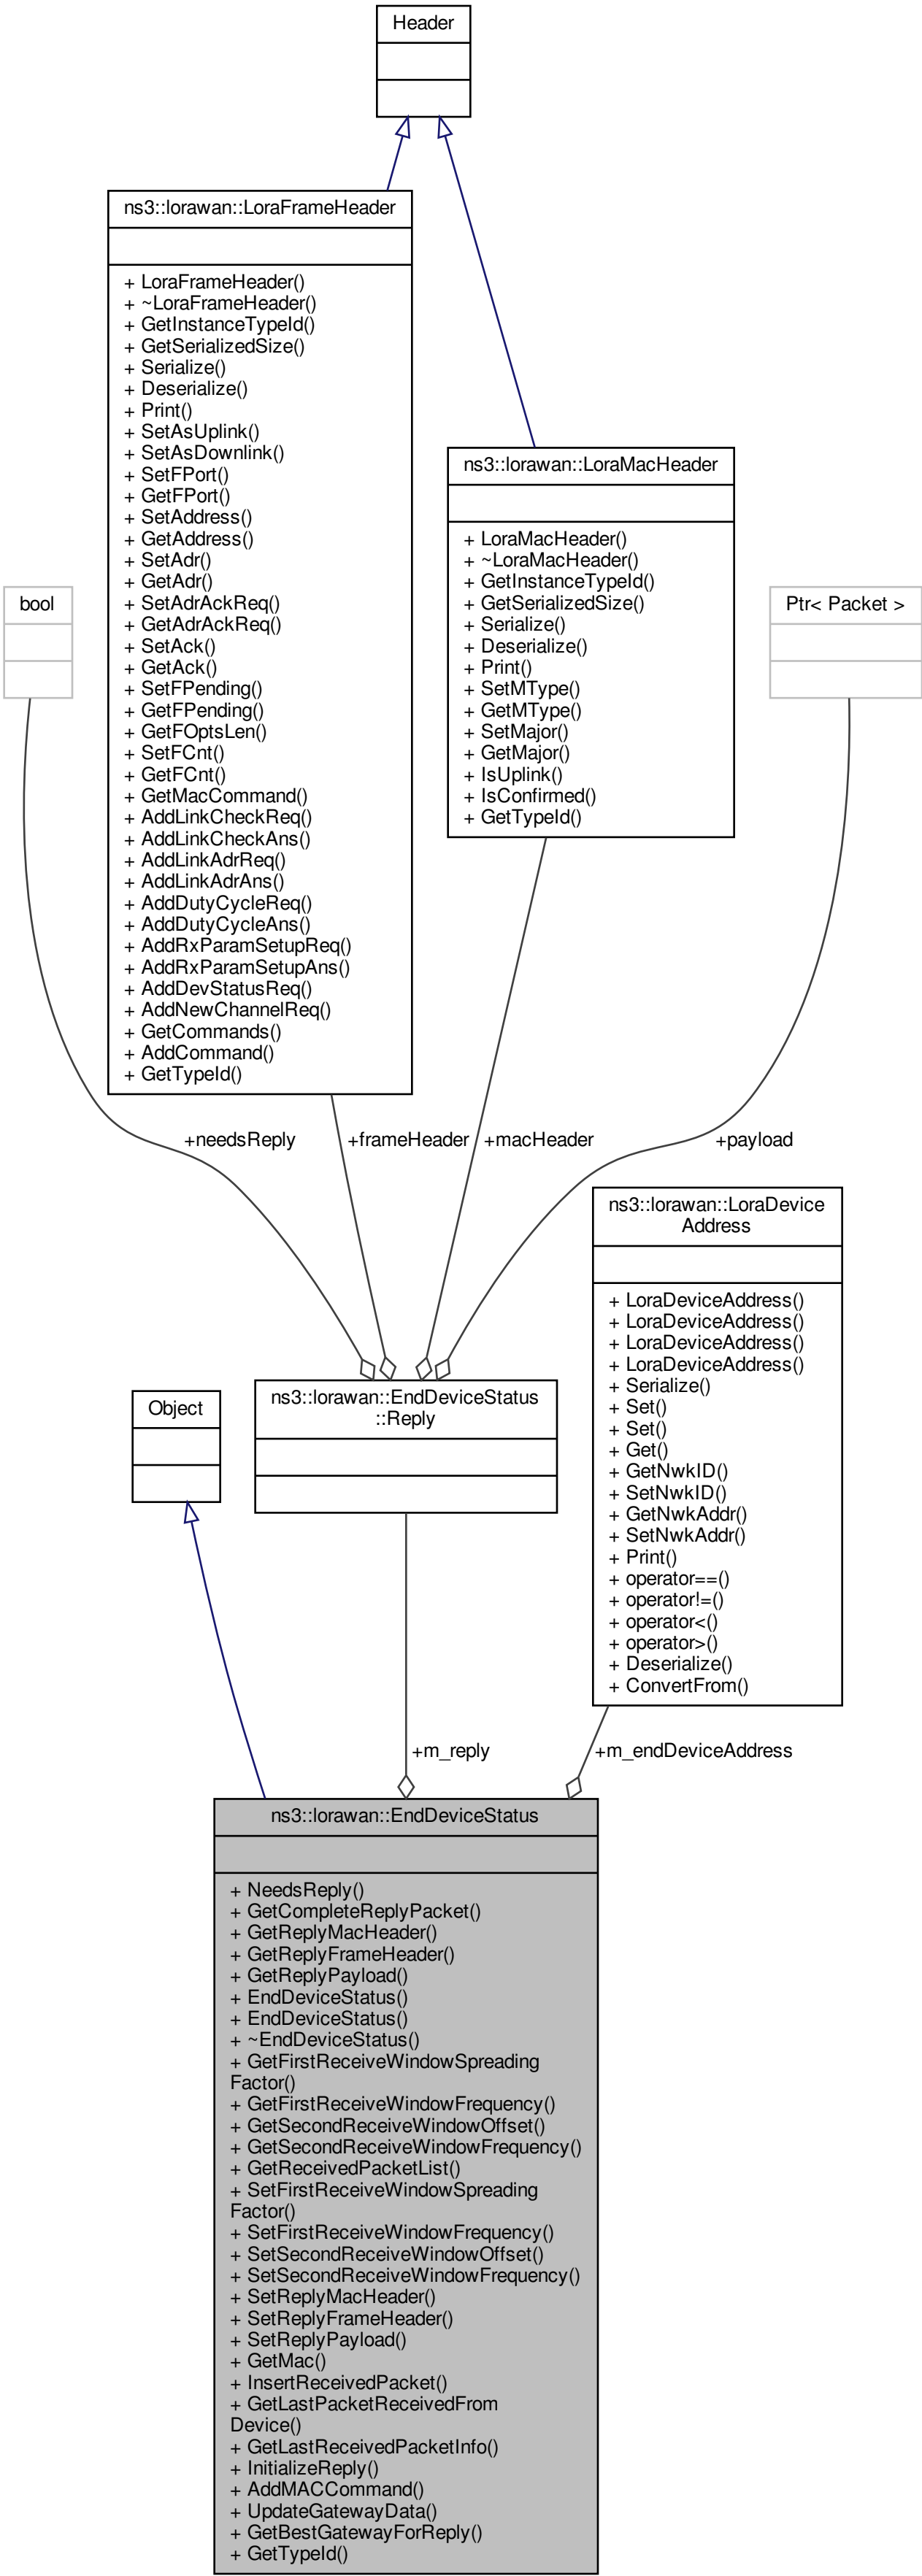 Header
ns3::lorawan::LoraFrameHeader
+ LoraFrameHeader()
+ ~LoraFrameHeader()
+ GetInstanceTypeId()
+ GetSerializedSize()
+ Serialize()
+ Deserialize()
+ Print()
+ SetAsUplink()
+ SetAsDownlink()
+ SetFPort()
+ GetFPort()
+ SetAddress()
+ GetAddress()
+ SetAdr()
+ GetAdr()
+ SetAdrAckReq()
+ GetAdrAckReq()
+ SetAck()
+ GetAck()
+ SetFPending()
+ GetFPending()
+ GetFOptsLen()
+ SetFCnt()
+ GetFCnt()
+ GetMacCommand()
+ AddLinkCheckReq()
+ AddLinkCheckAns()
+ AddLinkAdrReq()
+ AddLinkAdrAns()
+ AddDutyCycleReq()
+ AddDutyCycleAns()
+ AddRxParamSetupReq()
+ AddRxParamSetupAns()
+ AddDevStatusReq()
+ AddNewChannelReq()
+ GetCommands()
+ AddCommand()
+ GetTypeId()
ns3::lorawan::LoraMacHeader
+ LoraMacHeader()
+ ~LoraMacHeader()
+ GetInstanceTypeId()
+ GetSerializedSize()
+ Serialize()
+ Deserialize()
+ Print()
+ SetMType()
+ GetMType()
+ SetMajor()
+ GetMajor()
+ IsUplink()
+ IsConfirmed()
+ GetTypeId()
bool
Ptr< Packet >
+needsReply
+frameHeader
+macHeader
+payload
ns3::lorawan::LoraDevice
Address
+ LoraDeviceAddress()
+ LoraDeviceAddress()
+ LoraDeviceAddress()
+ LoraDeviceAddress()
+ Serialize()
+ Set()
+ Set()
+ Get()
+ GetNwkID()
+ SetNwkID()
+ GetNwkAddr()
+ SetNwkAddr()
+ Print()
+ operator==()
+ operator!=()
+ operator<()
+ operator>()
+ Deserialize()
+ ConvertFrom()
ns3::lorawan::EndDeviceStatus
::Reply
Object
+m_reply
+m_endDeviceAddress
ns3::lorawan::EndDeviceStatus
+ NeedsReply()
+ GetCompleteReplyPacket()
+ GetReplyMacHeader()
+ GetReplyFrameHeader()
+ GetReplyPayload()
+ EndDeviceStatus()
+ EndDeviceStatus()
+ ~EndDeviceStatus()
+ GetFirstReceiveWindowSpreading
Factor()
+ GetFirstReceiveWindowFrequency()
+ GetSecondReceiveWindowOffset()
+ GetSecondReceiveWindowFrequency()
+ GetReceivedPacketList()
+ SetFirstReceiveWindowSpreading
Factor()
+ SetFirstReceiveWindowFrequency()
+ SetSecondReceiveWindowOffset()
+ SetSecondReceiveWindowFrequency()
+ SetReplyMacHeader()
+ SetReplyFrameHeader()
+ SetReplyPayload()
+ GetMac()
+ InsertReceivedPacket()
+ GetLastPacketReceivedFrom
Device()
+ GetLastReceivedPacketInfo()
+ InitializeReply()
+ AddMACCommand()
+ UpdateGatewayData()
+ GetBestGatewayForReply()
+ GetTypeId()